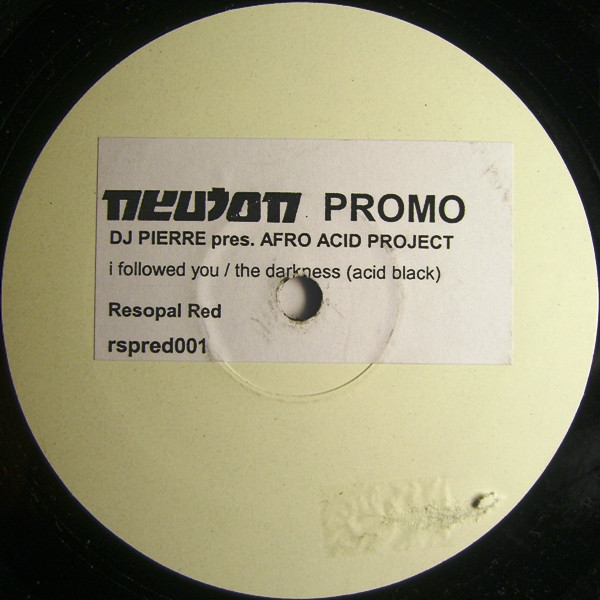 neuton PROMO
DJ PIERRE pres. AFRO ACID PROJECT
i followed you / the darkness (acid black)
Resopal Red
rspred001